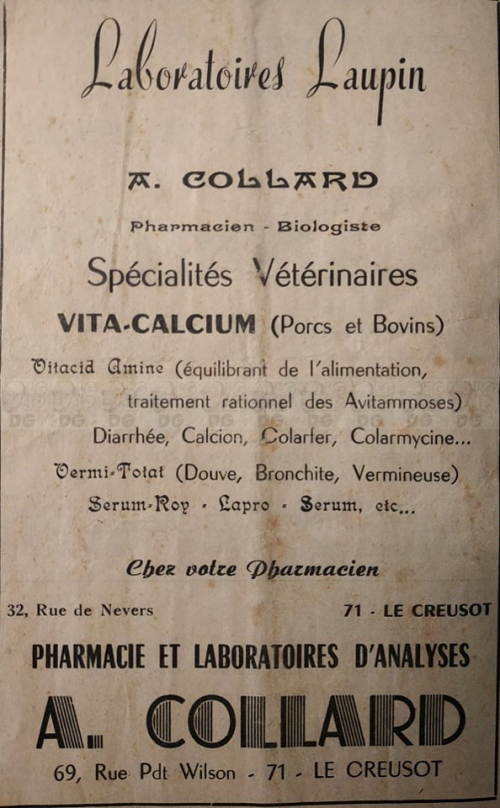 Laboratoires Laupin
A. COLLARD
Pharmacien - Biologiste
Spécialités Vétérinaires
VITA-CALCIUM (Porcs et Bovins)
Vitacid Amine (équilibrant de l'alimentation,
traitement rationnel des Avitammoses)
Diarrhée, Calcion, Colarfer, Colarmycine...
Vermi-Totat (Douve, Bronchite, Vermineuse)
Serum-Roy - Lapro - Serum, etc...
Chez votre Pharmacien
32, Rue de Nevers 71 - LE CREUSOT
PHARMACIE ET LABORATOIRES D'ANALYSES
A. COLLARD
69, Rue Pdt Wilson - 71 - LE CREUSOT